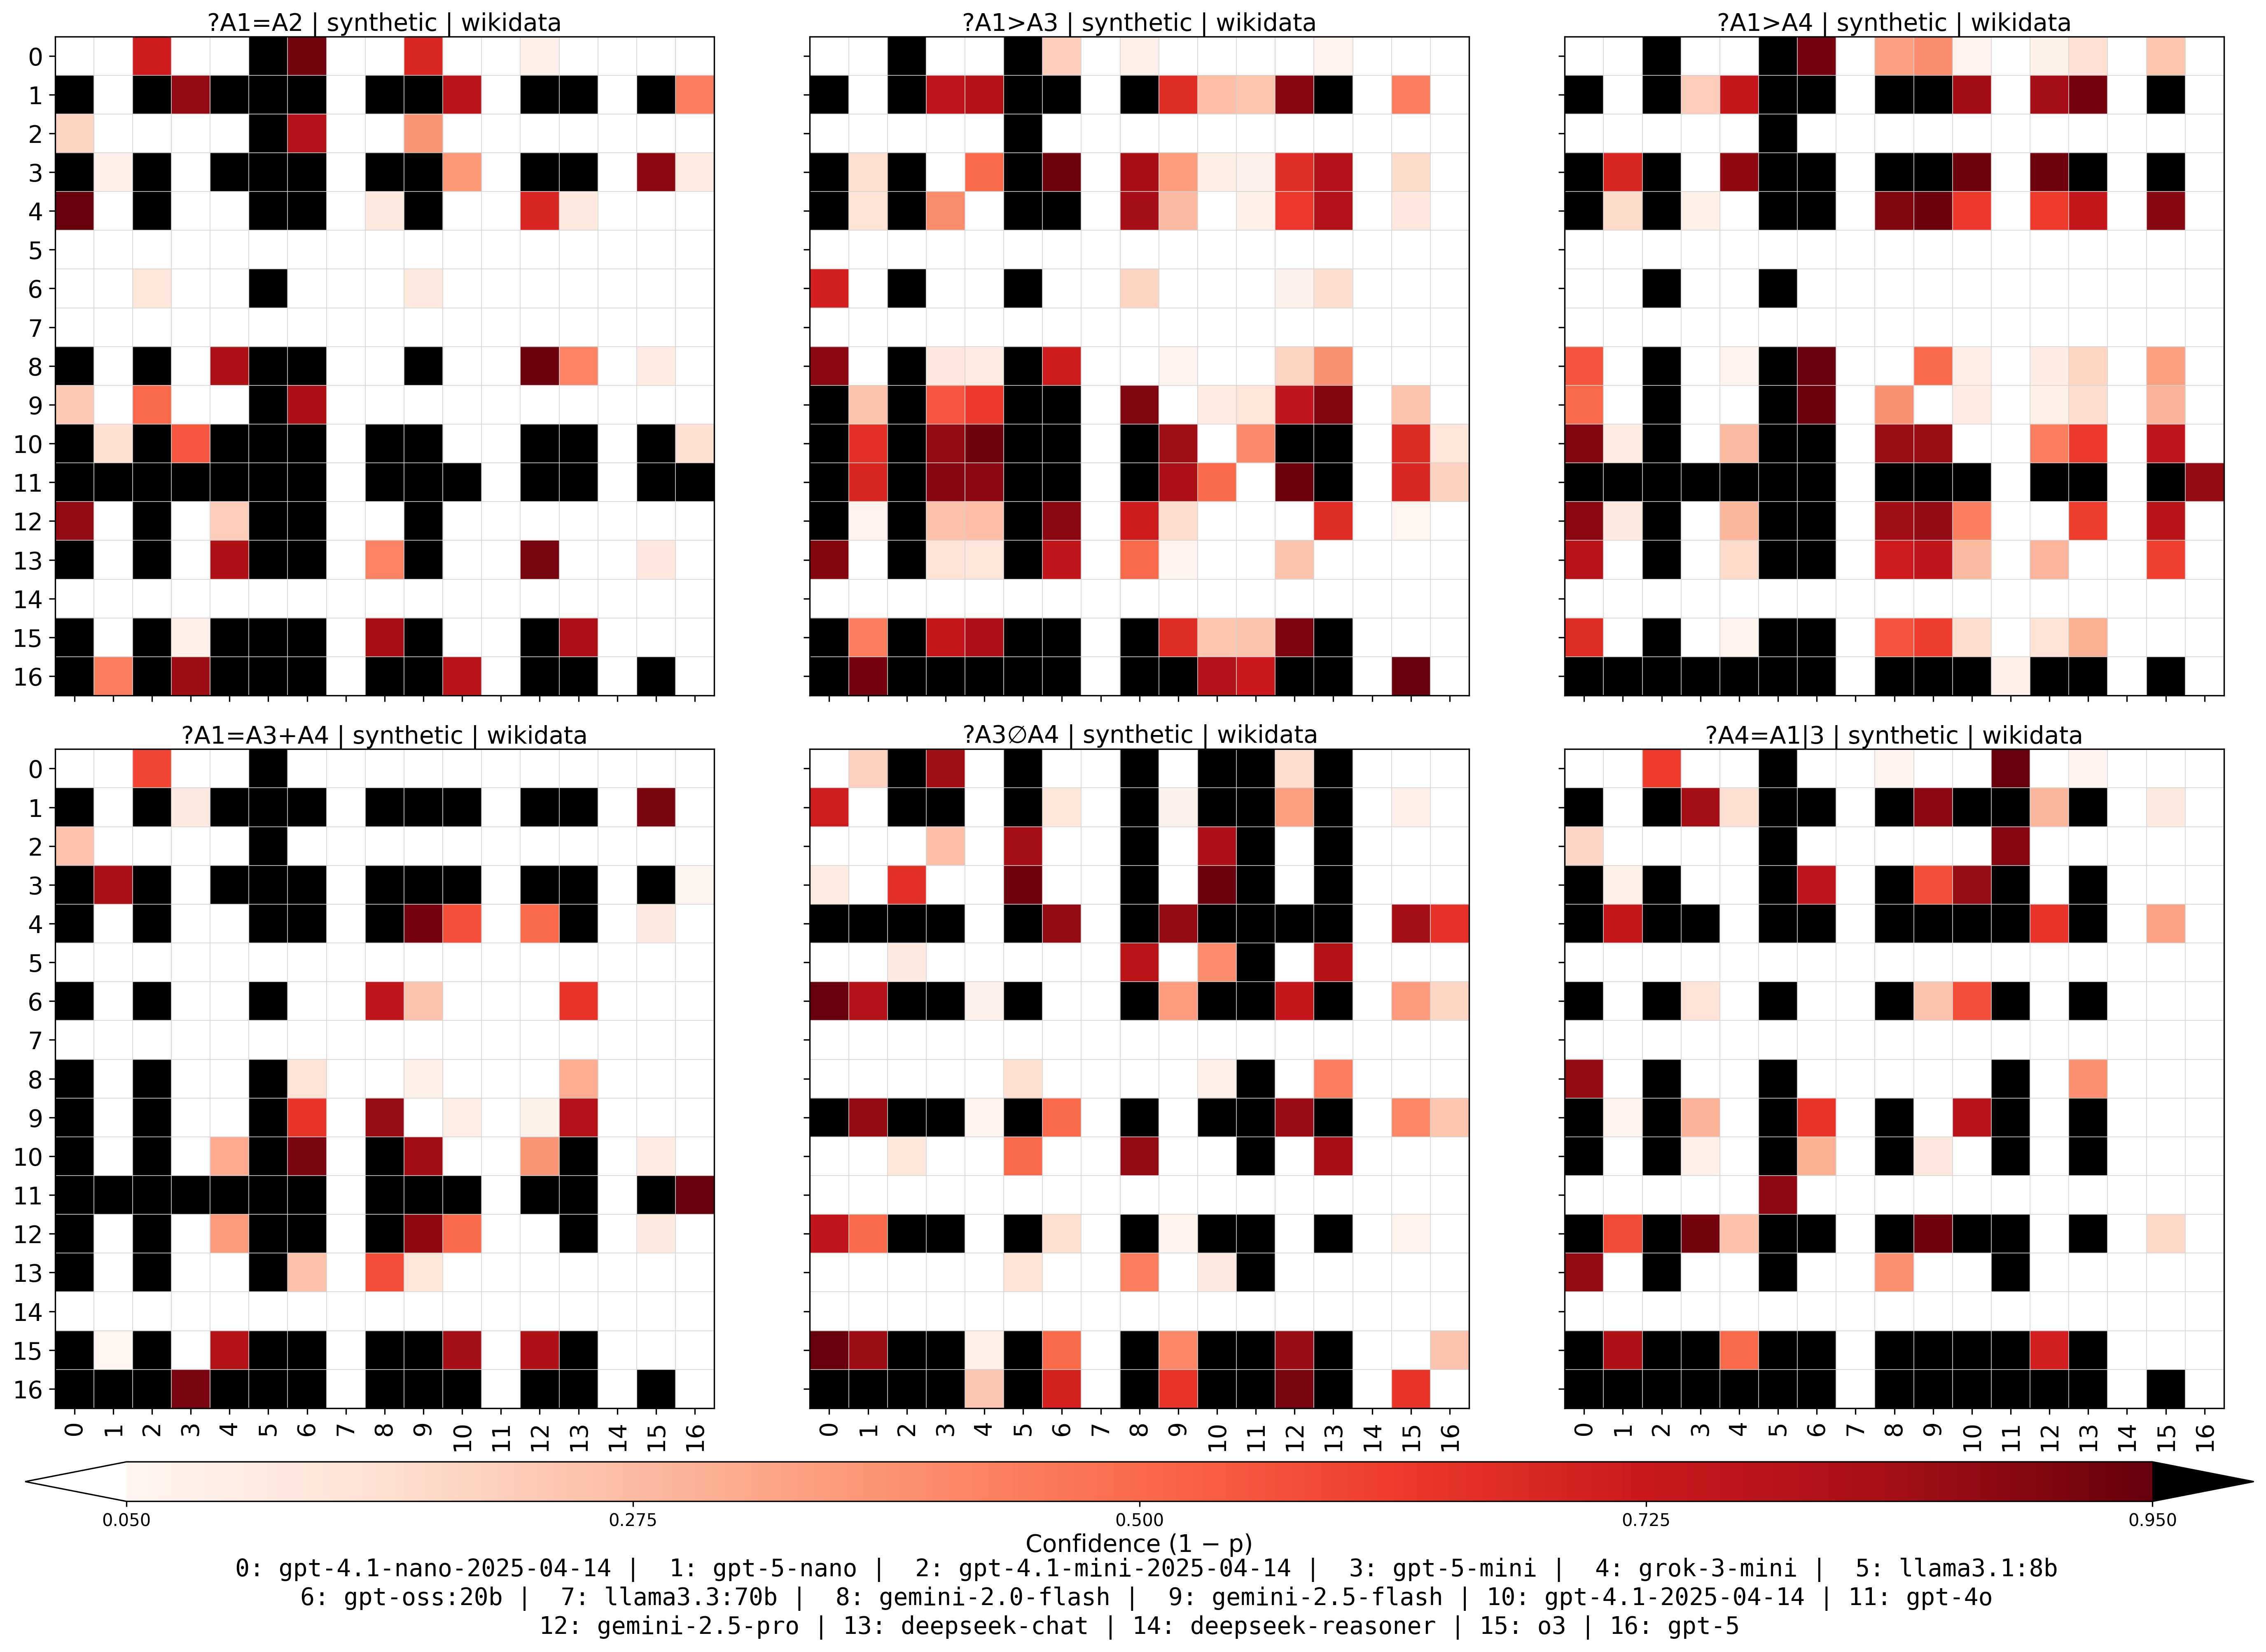 ?A1=A2 | synthetic | wikidata
?A1>A3 | synthetic | wikidata
?A1>A4 | synthetic | wikidata
0
1
2
3
4
5
6
7
8
9
10
11
12
13
14
15
16
?A1=A3+A4 | synthetic | wikidata
?A3∅A4 | synthetic | wikidata
?A4=A1|3 | synthetic | wikidata
0
1
2
3
4
5
6
7
8
9
10
11
12
13
14
15
16
0 1 2 3 4 5 6 7 8 9 10 11 12 13 14 15 16
0 1 2 3 4 5 6 7 8 9 10 11 12 13 14 15 16
0 1 2 3 4 5 6 7 8 9 10 11 12 13 14 15 16
0.050 0.275 0.500 0.725 0.950
Confidence (1 − p)
0: gpt-4.1-nano-2025-04-14 | 1: gpt-5-nano | 2: gpt-4.1-mini-2025-04-14 | 3: gpt-5-mini | 4: grok-3-mini | 5: llama3.1:8b
6: gpt-oss:20b | 7: llama3.3:70b | 8: gemini-2.0-flash | 9: gemini-2.5-flash | 10: gpt-4.1-2025-04-14 | 11: gpt-4o
12: gemini-2.5-pro | 13: deepseek-chat | 14: deepseek-reasoner | 15: o3 | 16: gpt-5